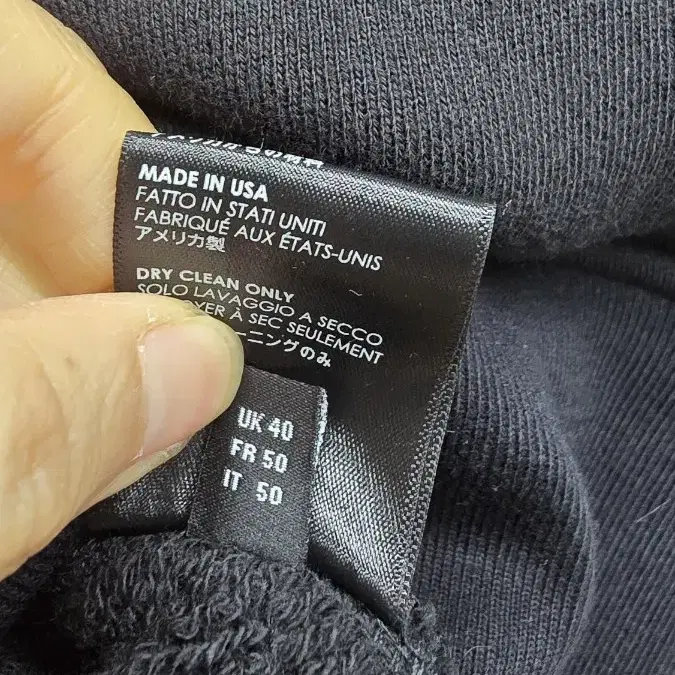 MADE IN USA
FATTO IN STATI UNITI
FABRIQUÉ AUX ÉTATS-UNIS
アメリカ製
DRY CLEAN ONLY
SOLO LAVAGGIO A SECCO
À SEC SEULEMENT
ニングのみ
UK 40
FR 50
IT 50